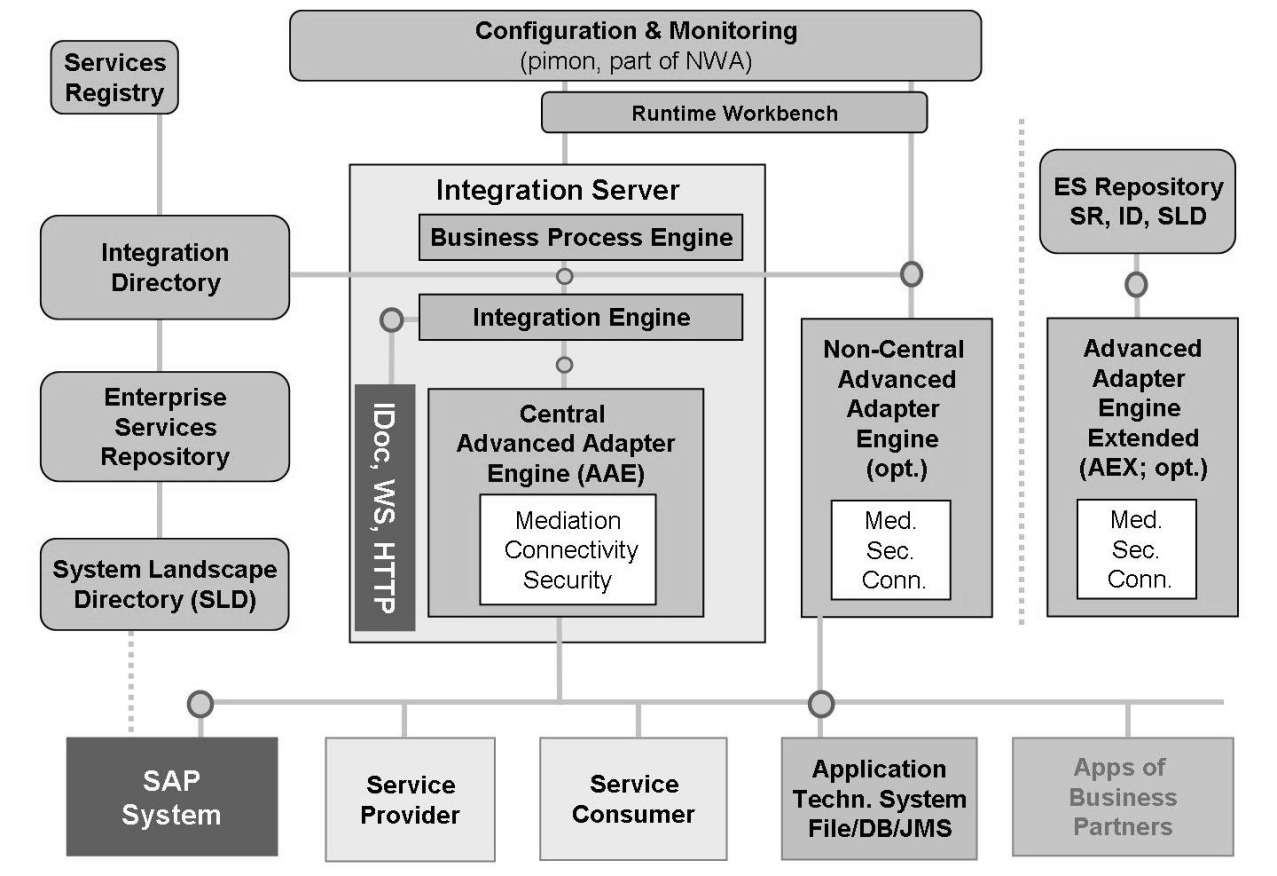 Configuration & Monitoring
(pimon, part of NWA)
Services
Registry
Runtime Workbench
Integration Server
Business Process Engine
Integration Engine
IDoc, WS, HTTP
Central
Advanced Adapter
Engine (AAE)
Mediation
Connectivity
Security
Integration
Directory
Enterprise
Services
Repository
System Landscape
Directory (SLD)
Non-Central
Advanced
Adapter
Engine
(opt.)
Med.
Sec.
Conn.
ES Repository
SR, ID, SLD
Advanced
Adapter
Engine
Extended
(AEX; opt.)
Med.
Sec.
Conn.
SAP
System
Service
Provider
Service
Consumer
Application
Techn. System
File/DB/JMS
Apps of
Business
Partners